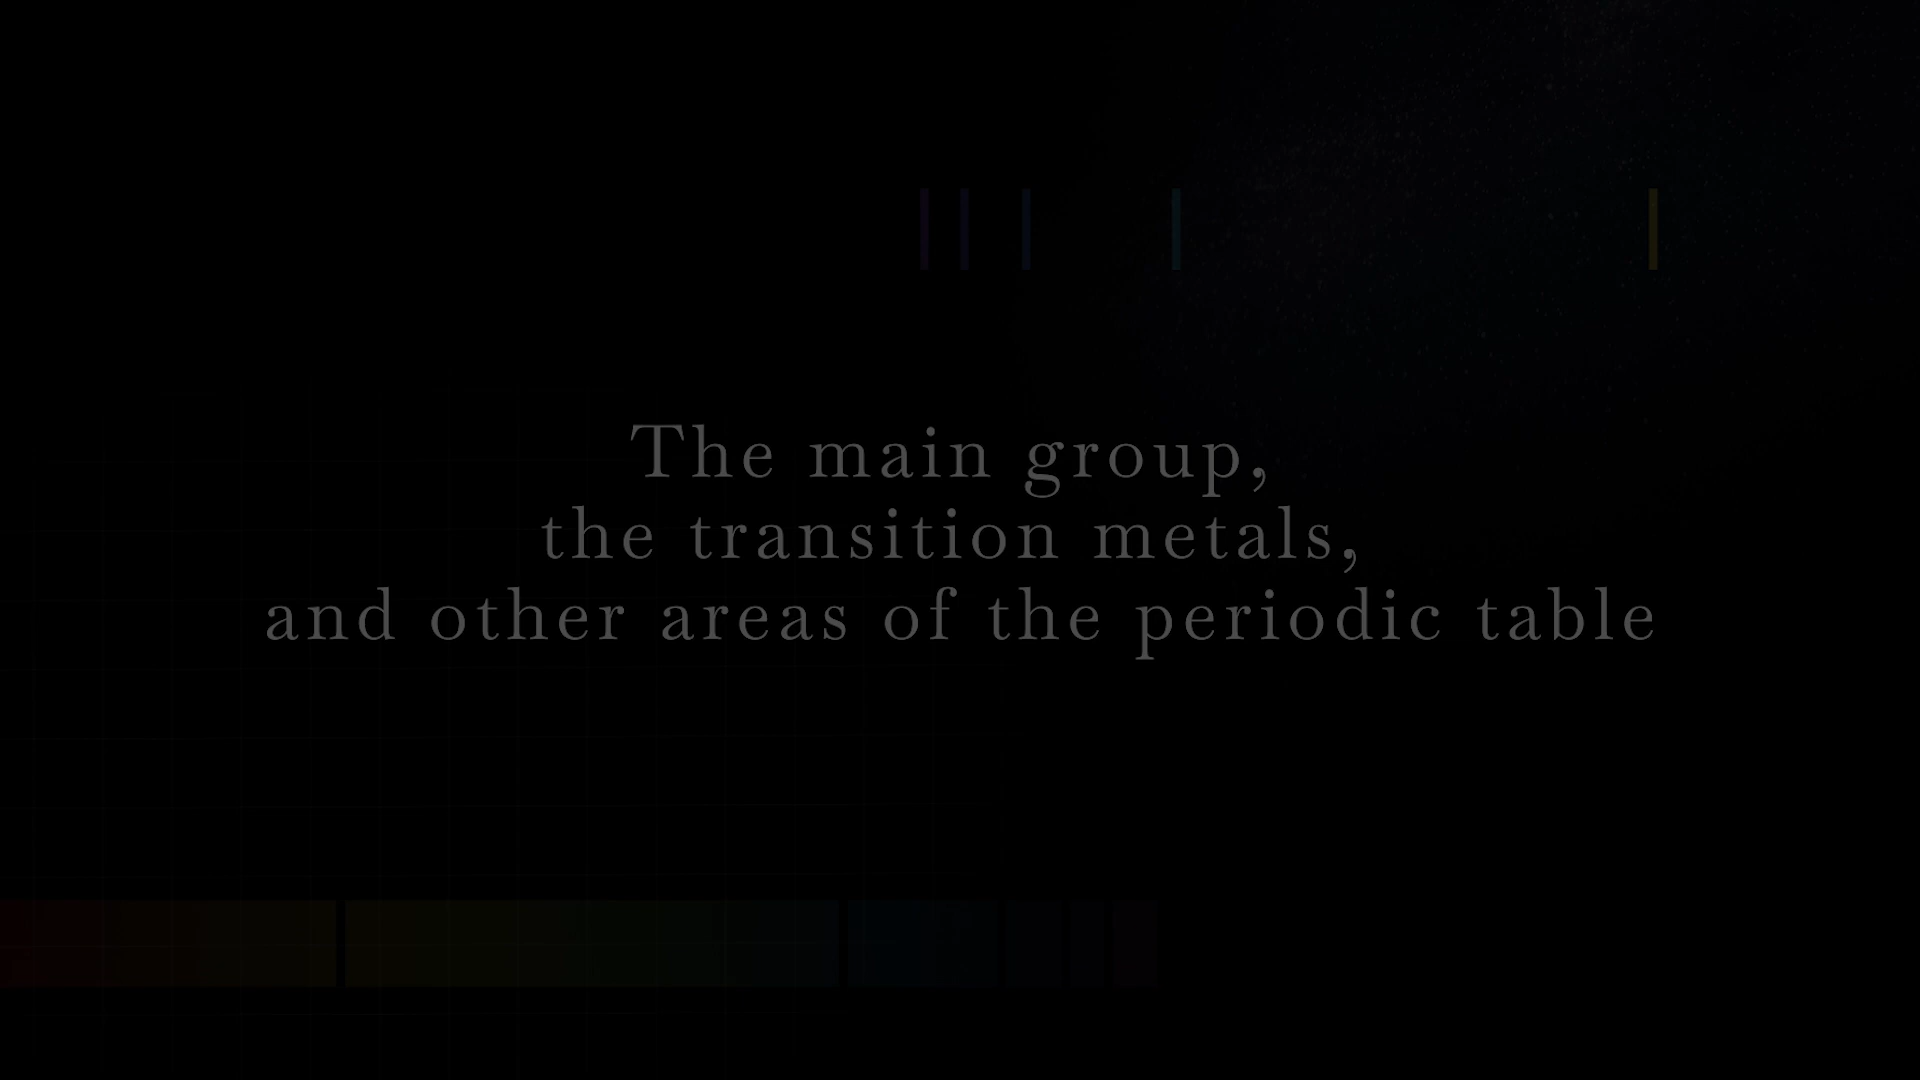 The main group,
the transition metals,
and other areas of the periodic table